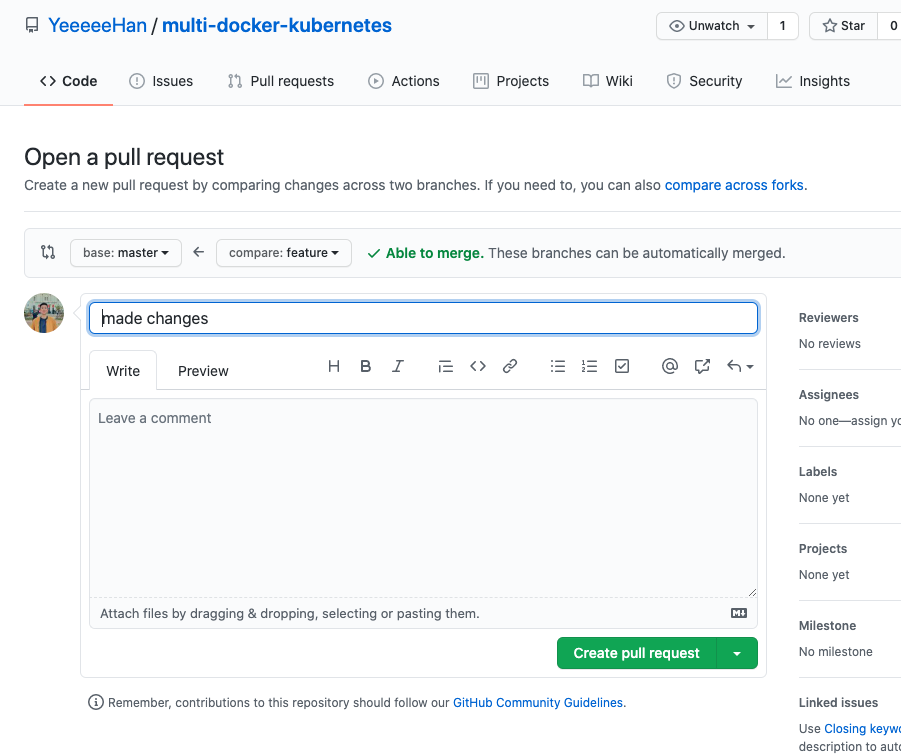 YeeeeeHan / multi-docker-kubernetes
Unwatch 1 Star 0
Code Issues Pull requests Actions Projects Wiki Security Insights
Open a pull request
Create a new pull request by comparing changes across two branches. If you need to, you can also compare across forks.
base: master compare: feature Able to merge. These branches can be automatically merged.
made changes
Write Preview
Leave a comment
Attach files by dragging & dropping, selecting or pasting them.
Create pull request
Remember, contributions to this repository should follow our GitHub Community Guidelines.
Reviewers
No reviews
Assignees
No one—assign yo
Labels
None yet
Projects
None yet
Milestone
No milestone
Linked issues
Use Closing keywo
description to auto